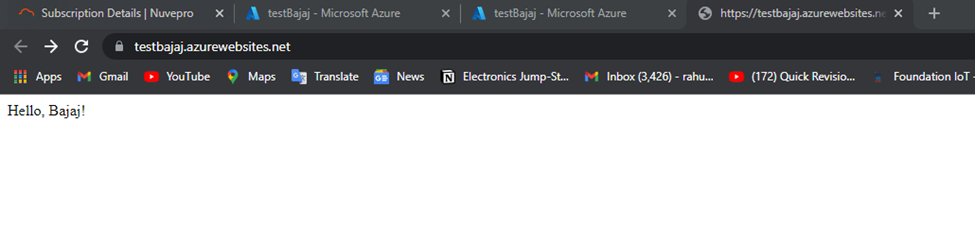 Subscription Details | Nuvepro
testBajaj - Microsoft Azure
testBajaj - Microsoft Azure
https://testbajaj.azurewebsites.ne
testbajaj.azurewebsites.net
Apps Gmail YouTube Maps Translate News Electronics Jump-St... Inbox (3,426) - rahu... (172) Quick Revisio... Foundation IoT -
Hello, Bajaj!